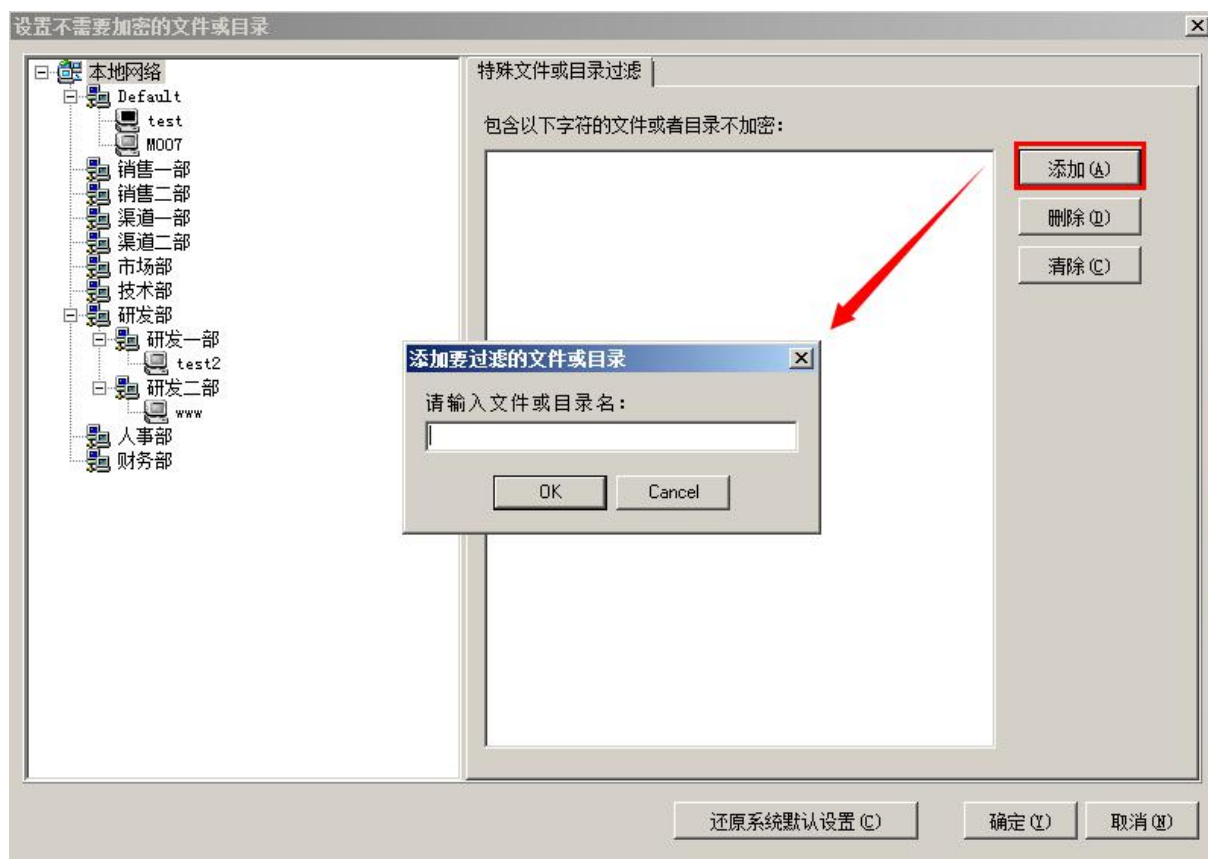 设置不需要加密的文件或目录
本地网络
Default
test
M007
销售一部
销售二部
渠道一部
渠道二部
市场部
技术部
研发部
研发一部
test2
研发二部
www
人事部
财务部
特殊文件或目录过滤
包含以下字符的文件或者目录不加密：
添加(A)
删除(D)
清除(C)
添加要过滤的文件或目录
请输入文件或目录名：
OK
Cancel
还原系统默认设置(C)
确定(Y)
取消(N)